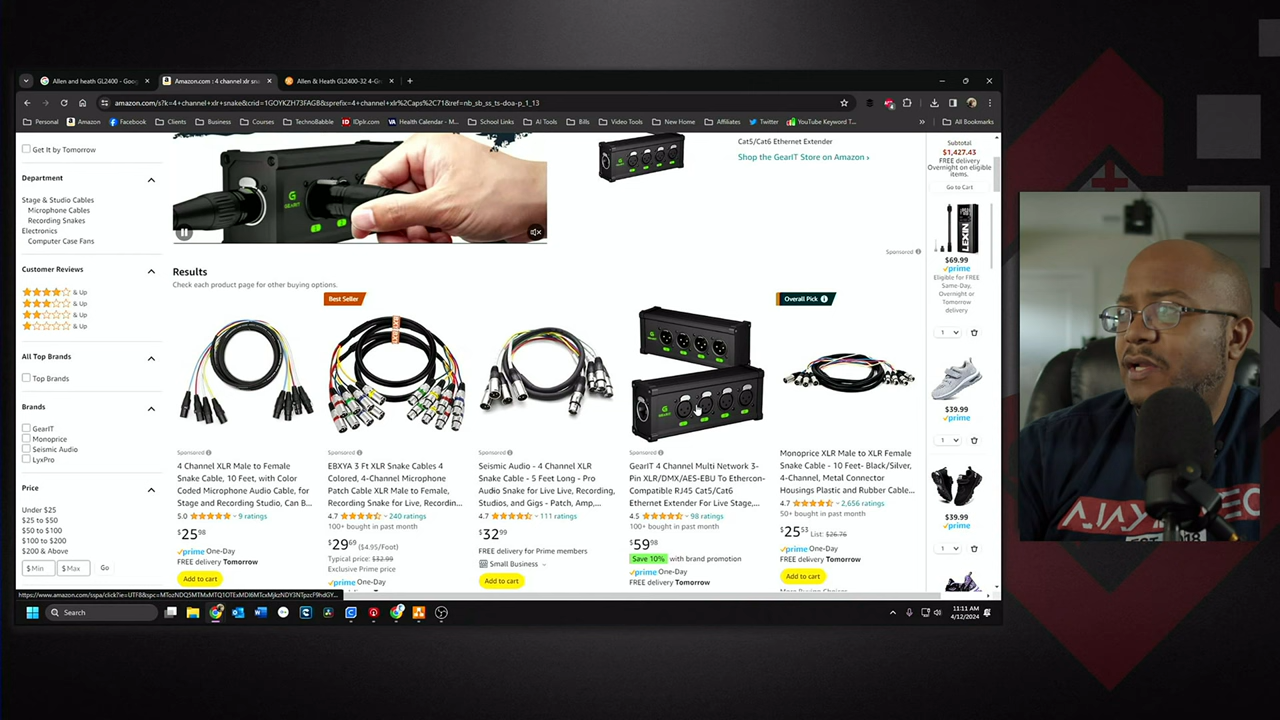 Allen and heath GL2400 - Goo
Amazon.com : 4 channel xlr sn
Allen & Heath GL2400-32 4-G
amazon.com/s?k=4+channel+xlr+snake&crid=1GOYKZH73FAGB&sprefix=4+channel+xlr%2Caps%2C71&ref=nb_sb_ss_ts-doa-p_1_13
Personal
Amazon
Facebook
Clients
Business
Courses
TechnoBabble
IDplr.com
Health Calendar - M...
School Links
AI Tools
Bills
Video Tools
New Home
Affiliates
Twitter
YouTube Keyword T...
»
All Bookmarks
Get It by Tomorrow
Department
Stage & Studio Cables
Microphone Cables
Recording Snakes
Electronics
Computer Case Fans
Customer Reviews
& Up
& Up
& Up
& Up
All Top Brands
Top Brands
Brands
GearIT
Monoprice
Seismic Audio
LyxPro
Price
Under $25
$25 to $50
$50 to $100
$100 to $200
$200 & Above
$ Min
$ Max
Go
Cat5/Cat6 Ethernet Extender
Shop the GearIT Store on Amazon ›
Sponsored
Results
Check each product page for other buying options.
Sponsored
4 Channel XLR Male to Female
Snake Cable, 10 Feet, with Color
Coded Microphone Audio Cable, for
Stage and Recording Studio, Can B...
5.0
9 ratings
$25 98
prime One-Day
FREE delivery Tomorrow
Add to cart
Best Seller
Sponsored
EBXYA 3 Ft XLR Snake Cables 4
Colored, 4-Channel Microphone
Patch Cable XLR Male to Female,
Recording Snake for Live, Recordin...
4.7
240 ratings
100+ bought in past month
$29 69 ($4.95/Foot)
Typical price: $32.99
Exclusive Prime price
prime One-Day
Sponsored
Seismic Audio - 4 Channel XLR
Snake Cable - 5 Feet Long - Pro
Audio Snake for Live Live, Recording,
Studios, and Gigs - Patch, Amp,...
4.7
111 ratings
$32 99
FREE delivery for Prime members
Small Business
Add to cart
Sponsored
GearIT 4 Channel Multi Network 3-
Pin XLR/DMX/AES-EBU To Ethercon-
Compatible RJ45 Cat5/Cat6
Ethernet Extender For Live Stage,...
4.5
98 ratings
100+ bought in past month
$59 98
Save 10% with brand promotion
prime One-Day
FREE delivery Tomorrow
Overall Pick
Monoprice XLR Male to XLR Female
Snake Cable - 10 Feet- Black/Silver,
4-Channel, Metal Connector
Housings Plastic and Rubber Cable...
4.7
2,656 ratings
50+ bought in past month
$25 53 List: $26.76
prime One-Day
FREE delivery Tomorrow
Add to cart
Subtotal
$1,427.43
FREE delivery
Overnight on eligible
items.
Go to Cart
LEXIN
$69.99
prime
Eligible for FREE
Same-Day,
Overnight or
Tomorrow
delivery
1
$39.99
prime
1
$39.99
prime
1
Search
11:11 AM
4/12/2024